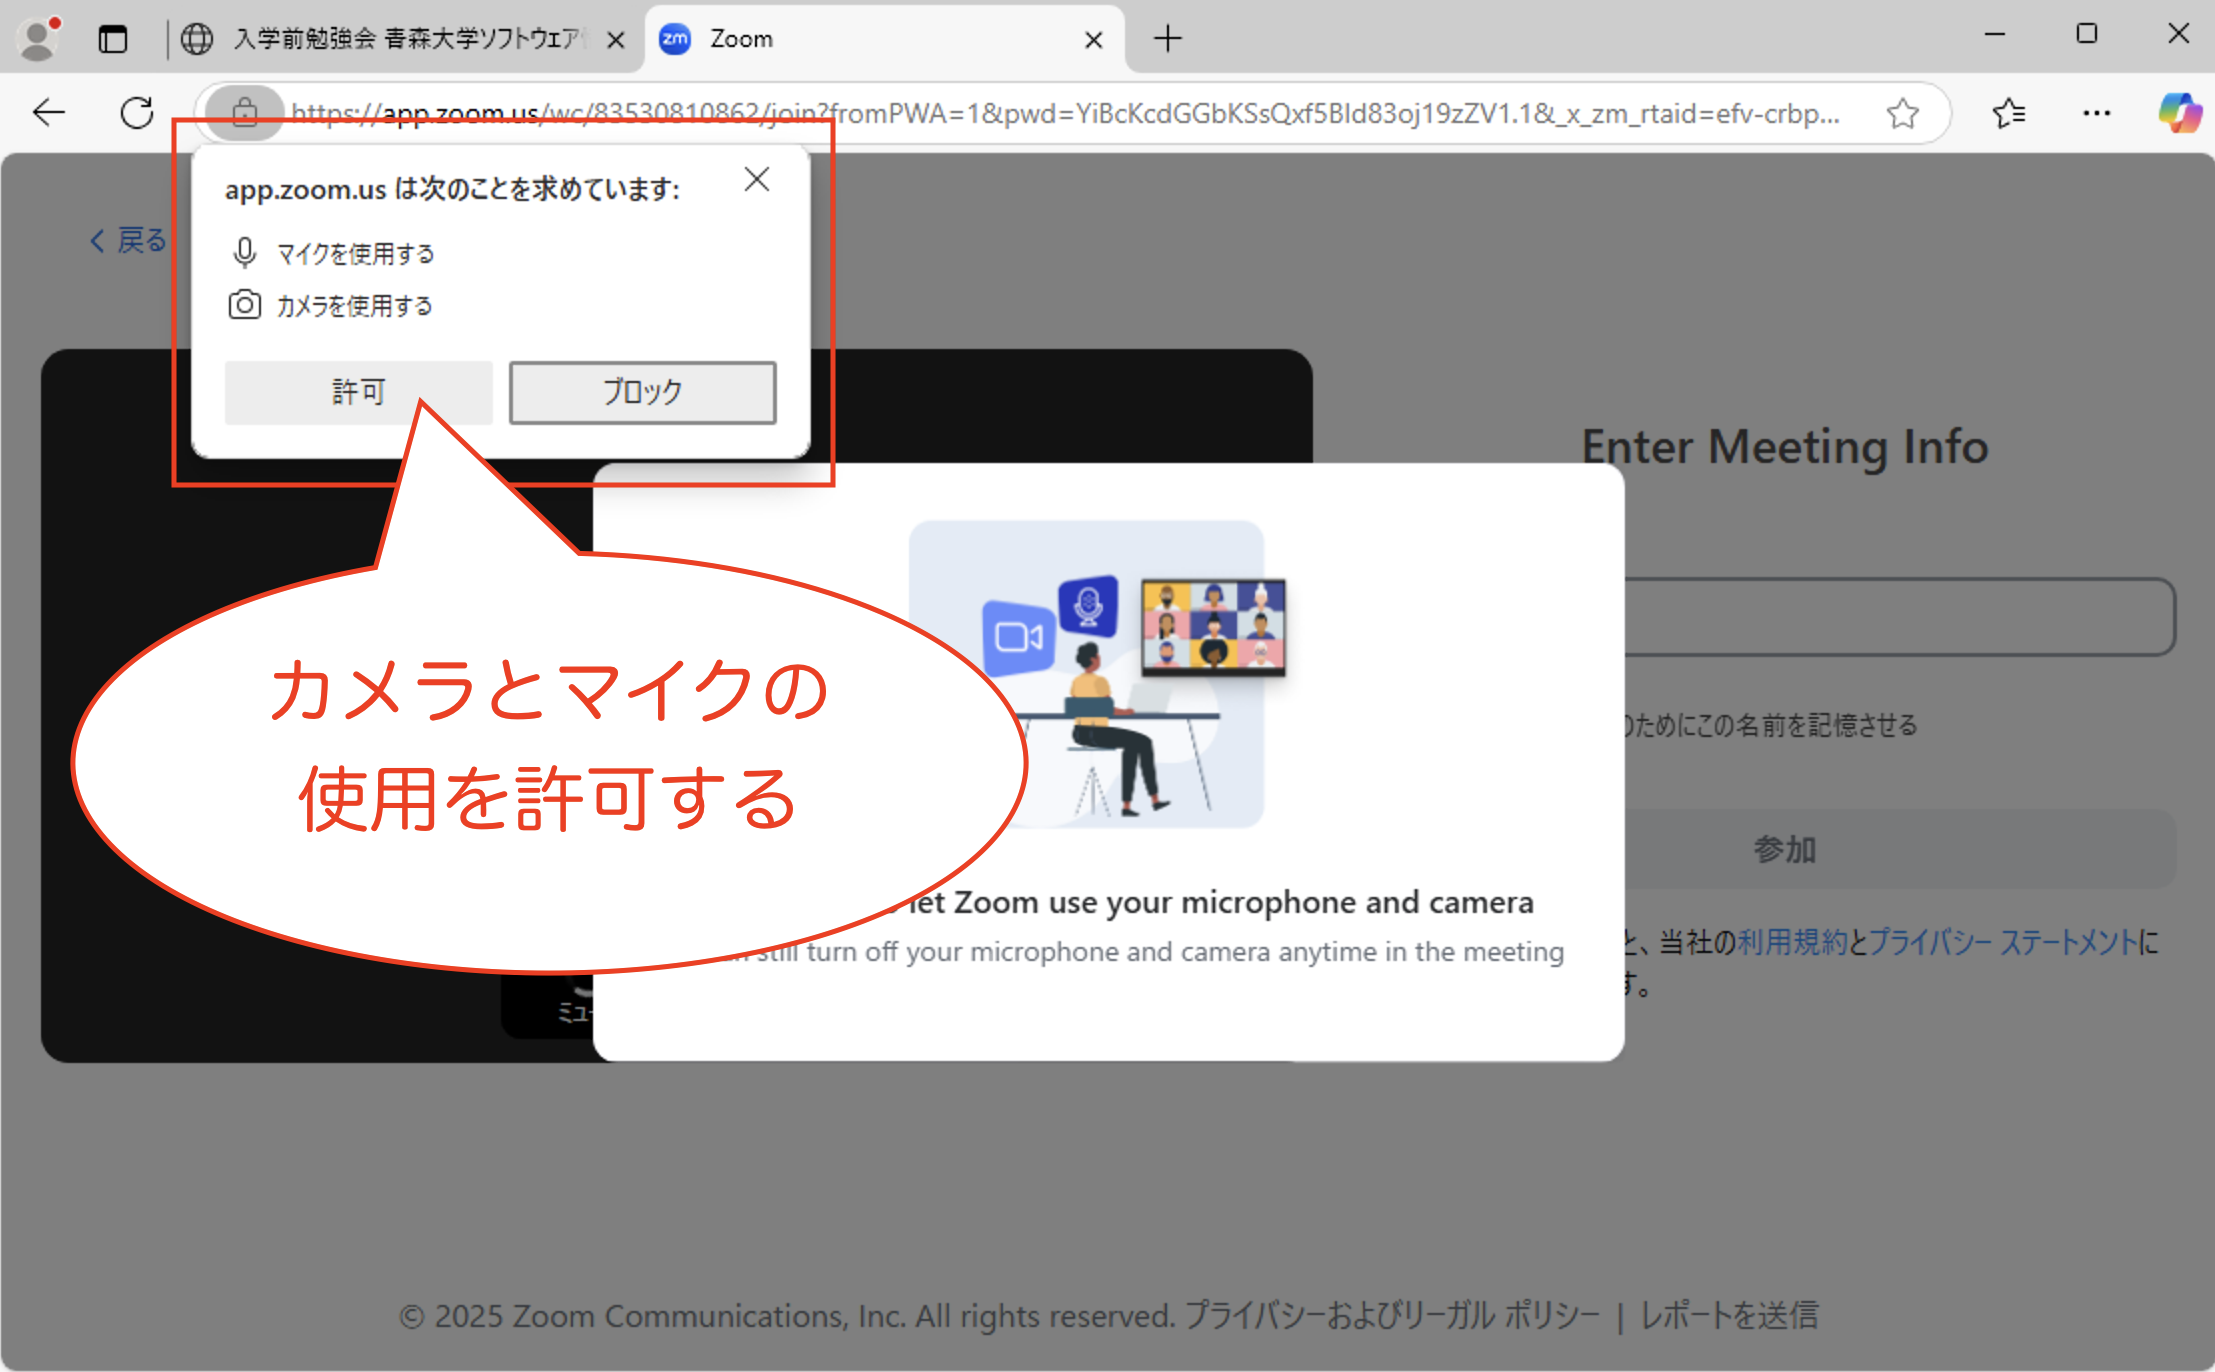 入学前勉強会 青森大学ソフトウェア
zm Zoom
https://app.zoom.us/wc/83530810862/join?fromPWA=1&pwd=YiBcKcdGGbKSsQxf5Bld83oj19zZV1.1&_x_zm_rtaid=efv-crbp...
app.zoom.us は次のことを求めています:
マイクを使用する
カメラを使用する
許可
ブロック
戻る
カメラとマイクの
使用を許可する
Enter Meeting Info
のためにこの名前を記憶させる
参加
let Zoom use your microphone and camera
still turn off your microphone and camera anytime in the meeting
と、当社の利用規約とプライバシー ステートメントに
す。
ミュー
© 2025 Zoom Communications, Inc. All rights reserved. プライバシーおよびリーガル ポリシー | レポートを送信